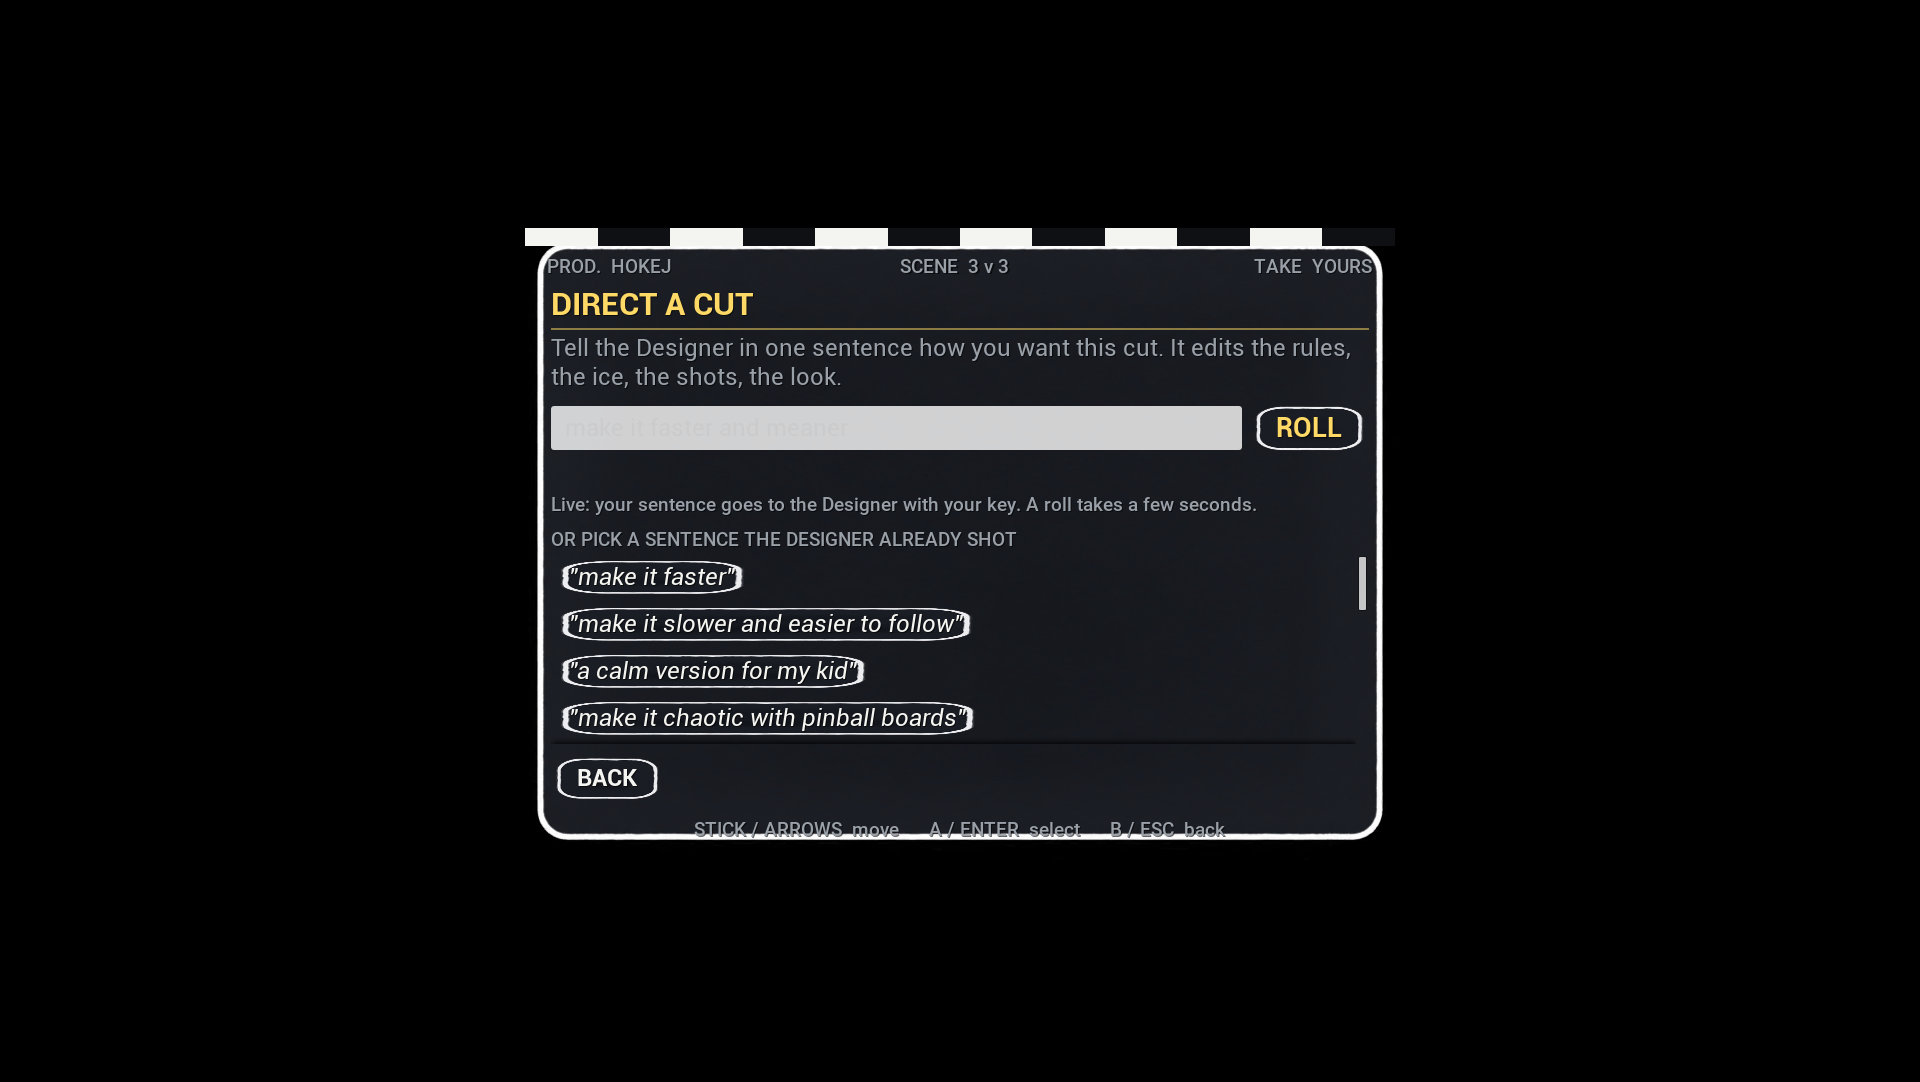 PROD. HOKEJ SCENE 3 v 3 TAKE YOURS
DIRECT A CUT
Tell the Designer in one sentence how you want this cut. It edits the rules,
the ice, the shots, the look.
make it faster and meaner
ROLL
Live: your sentence goes to the Designer with your key. A roll takes a few seconds.
OR PICK A SENTENCE THE DESIGNER ALREADY SHOT
"make it faster"
"make it slower and easier to follow"
"a calm version for my kid"
"make it chaotic with pinball boards"
BACK
STICK / ARROWS move A / ENTER select B / ESC back